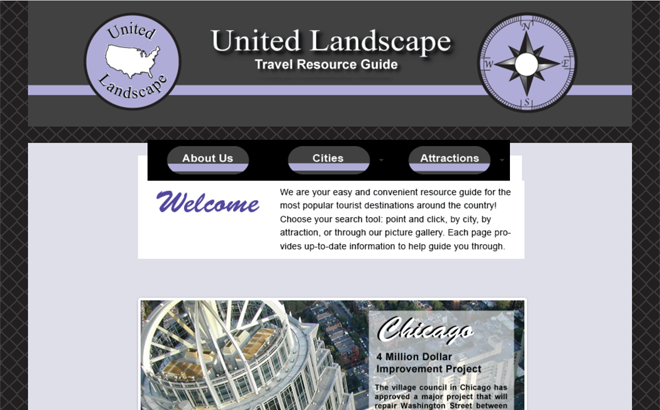 United
Landscape
United Landscape
Travel Resource Guide
N
W
E
S
About Us
Cities
Attractions
Welcome
We are your easy and convenient resource guide for the
most popular tourist destinations around the country!
Choose your search tool: point and click, by city, by
attraction, or through our picture gallery. Each page pro-
vides up-to-date information to help guide you through.
Chicago
4 Million Dollar
Improvement Project
The village council in Chicago has
approved a major project that will
repair Washington Street between